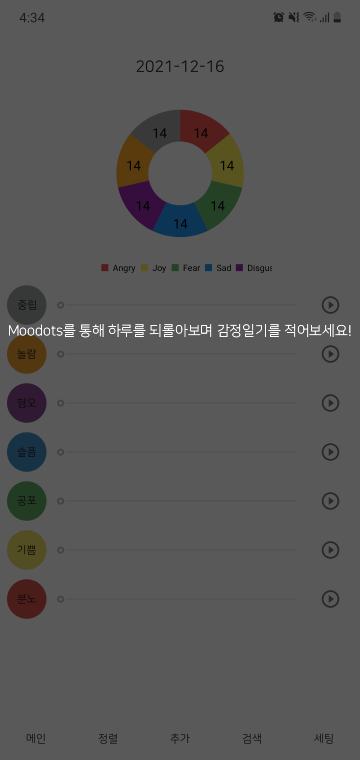 4:34
2021-12-16
14 14
14 14
14 14
14
Angry Joy Fear Sad Disgus
중립
Moodots를 통해 하루를 되돌아보며 감정일기를 적어보세요!
놀람
혐오
슬픔
공포
기쁨
분노
메인 정렬 추가 검색 세팅